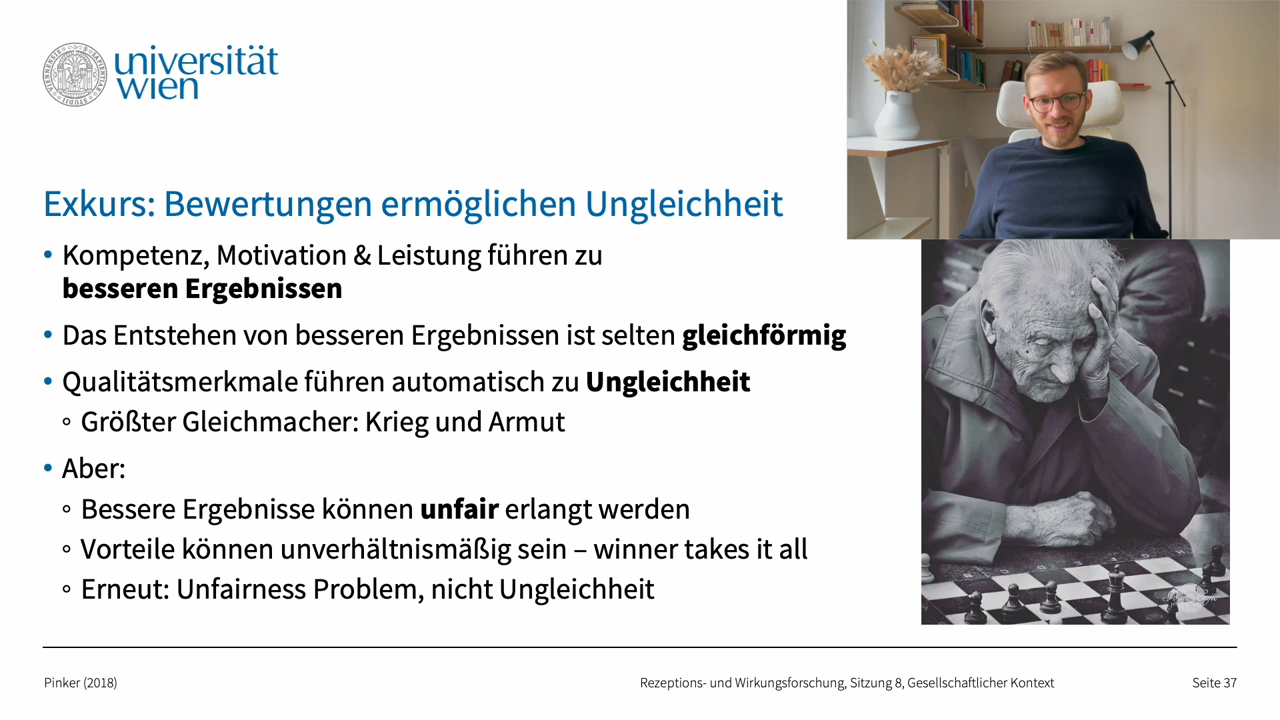 universität
wien
Exkurs: Bewertungen ermöglichen Ungleichheit
• Kompetenz, Motivation & Leistung führen zu
besseren Ergebnissen
• Das Entstehen von besseren Ergebnissen ist selten gleichförmig
• Qualitätsmerkmale führen automatisch zu Ungleichheit
◦ Größter Gleichmacher: Krieg und Armut
• Aber:
◦ Bessere Ergebnisse können unfair erlangt werden
◦ Vorteile können unverhältnismäßig sein – winner takes it all
◦ Erneut: Unfairness Problem, nicht Ungleichheit
Pinker (2018)
Rezeptions- und Wirkungsforschung, Sitzung 8, Gesellschaftlicher Kontext
Seite 37